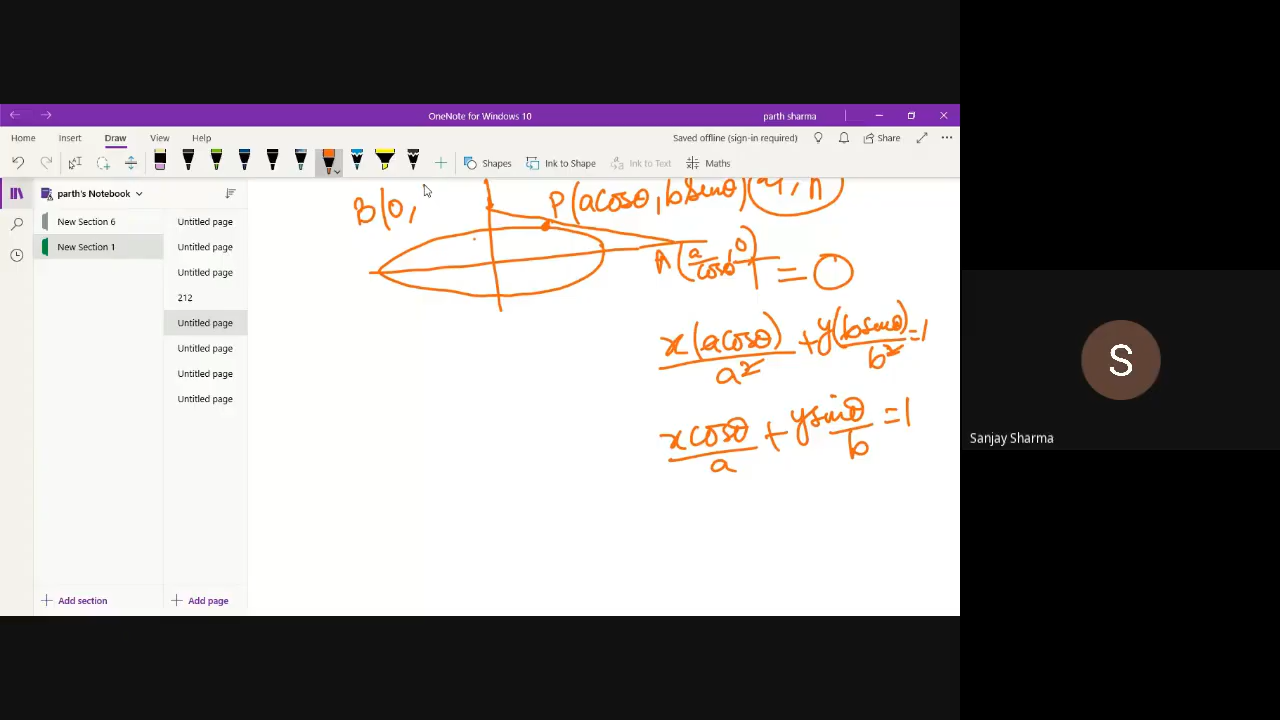 OneNote for Windows 10
parth sharma
Home Insert Draw View Help
Saved offline (sign-in required)
Share
Shapes
Ink to Shape
Ink to Text
Maths
parth's Notebook
New Section 6
New Section 1
Untitled page
Untitled page
Untitled page
212
Untitled page
Untitled page
Untitled page
Untitled page
Add section
Add page
B(0,
P(acosθ, bsinθ)
A(a/cosθ, 0)
T = 0
x(acosθ)/a² + y(bsinθ)/b² = 1
xcosθ/a + ysinθ/b = 1
S
Sanjay Sharma